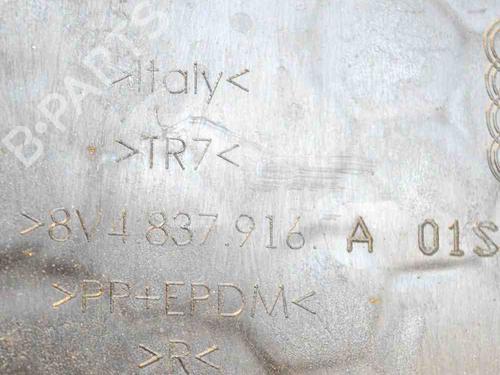 B-PARTS
>Italy<
>TR7<
>8V4.837.916. A 01S
>PP+EPDM<
>R<